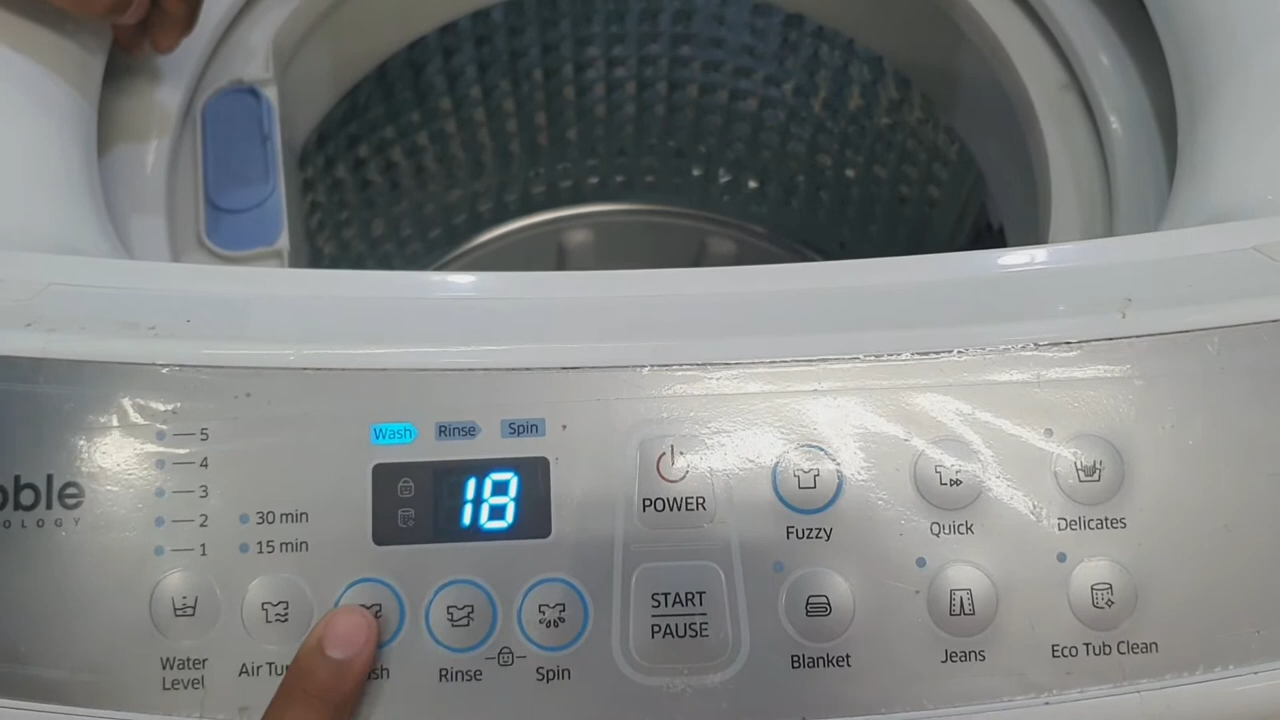 Wash Rinse Spin
5
4
3
2
1
30 min
15 min
18
POWER
START
PAUSE
Fuzzy
Quick
Delicates
Blanket
Jeans
Eco Tub Clean
Water
Level
Air
Rinse
Spin